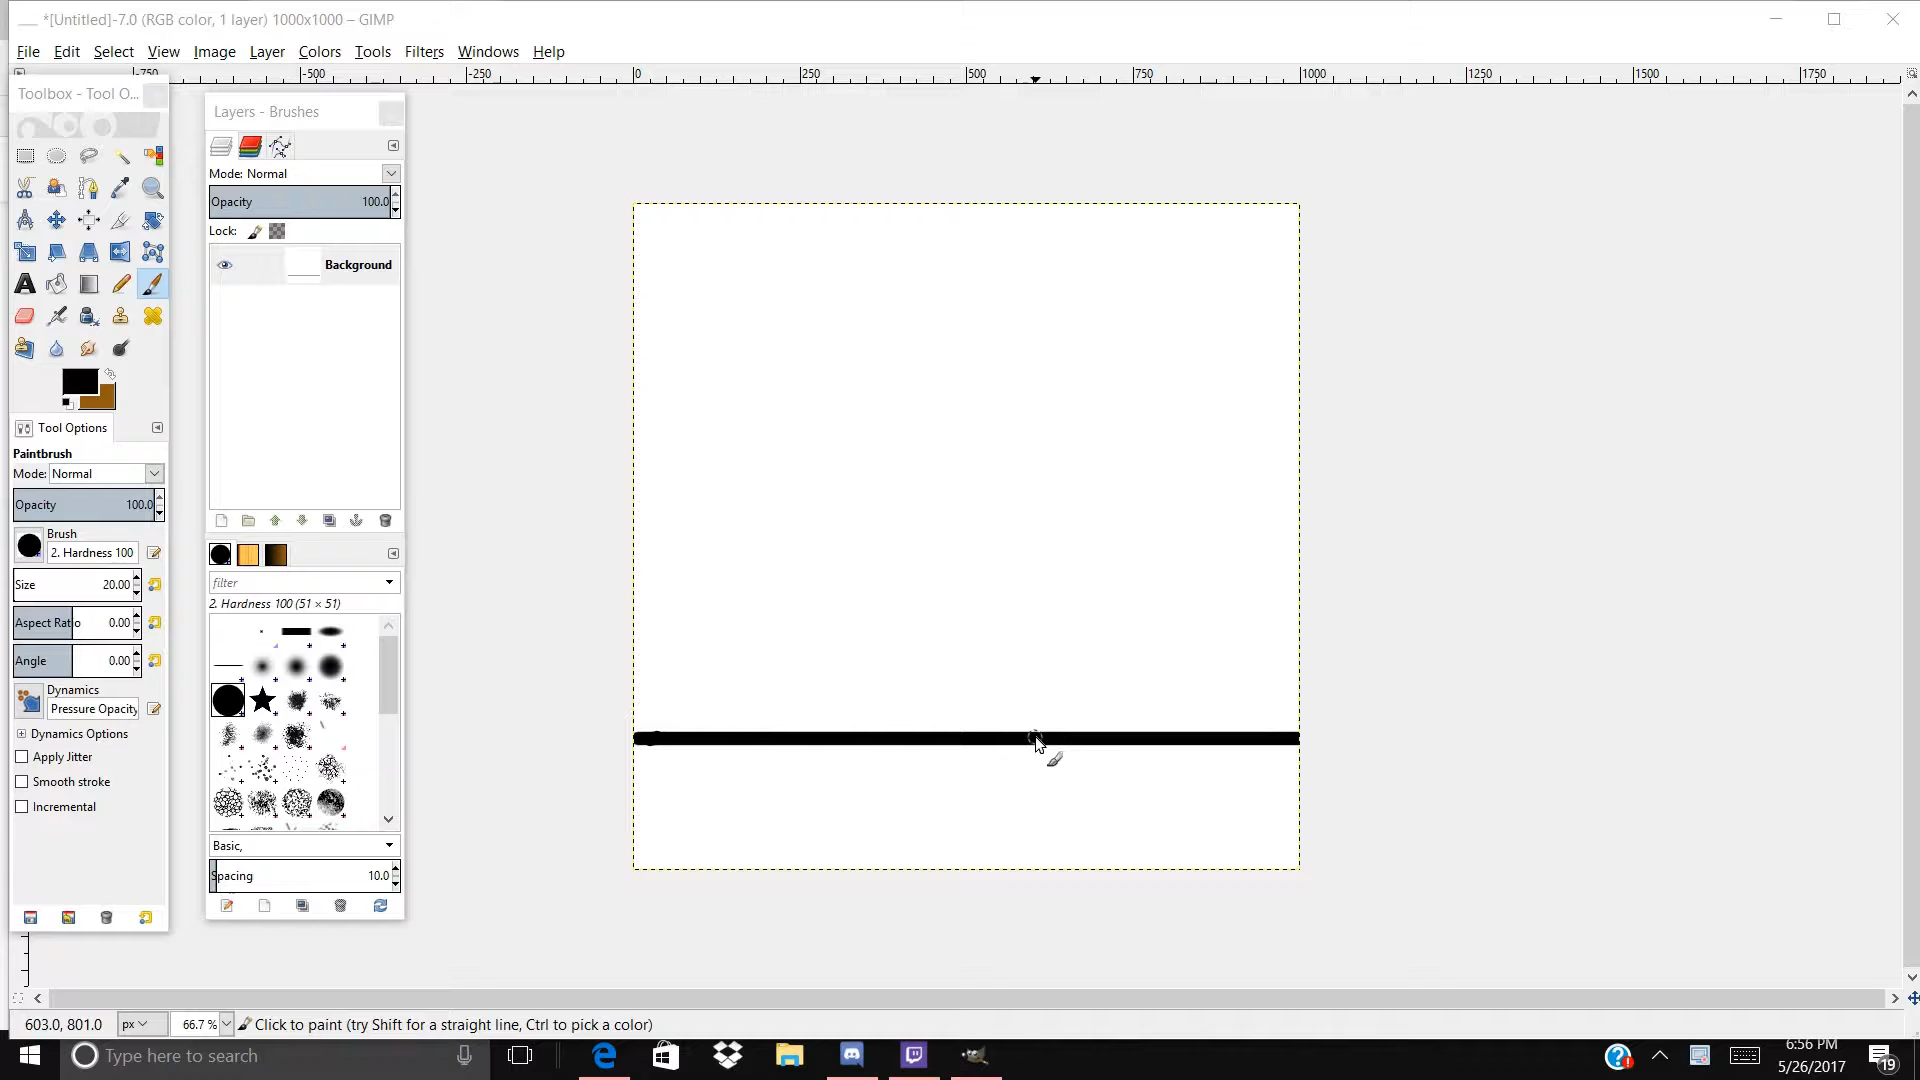 *[Untitled]-7.0 (RGB color, 1 layer) 1000x1000 – GIMP
File Edit Select View Image Layer Colors Tools Filters Windows Help
-750 -500 -250 0 250 500 750 1000 1250 1500 1750
Toolbox - Tool O...
Layers - Brushes
Mode: Normal
Opacity 100.0
Lock:
Background
Tool Options
Paintbrush
Mode: Normal
Opacity 100.0
Brush
2. Hardness 100
Size 20.00
Aspect Ratio 0.00
Angle 0.00
Dynamics
Pressure Opacity
Dynamics Options
Apply Jitter
Smooth stroke
Incremental
filter
2. Hardness 100 (51 × 51)
Basic,
Spacing 10.0
603.0, 801.0 px 66.7 % Click to paint (try Shift for a straight line, Ctrl to pick a color)
Type here to search
6:56 PM
5/26/2017
19